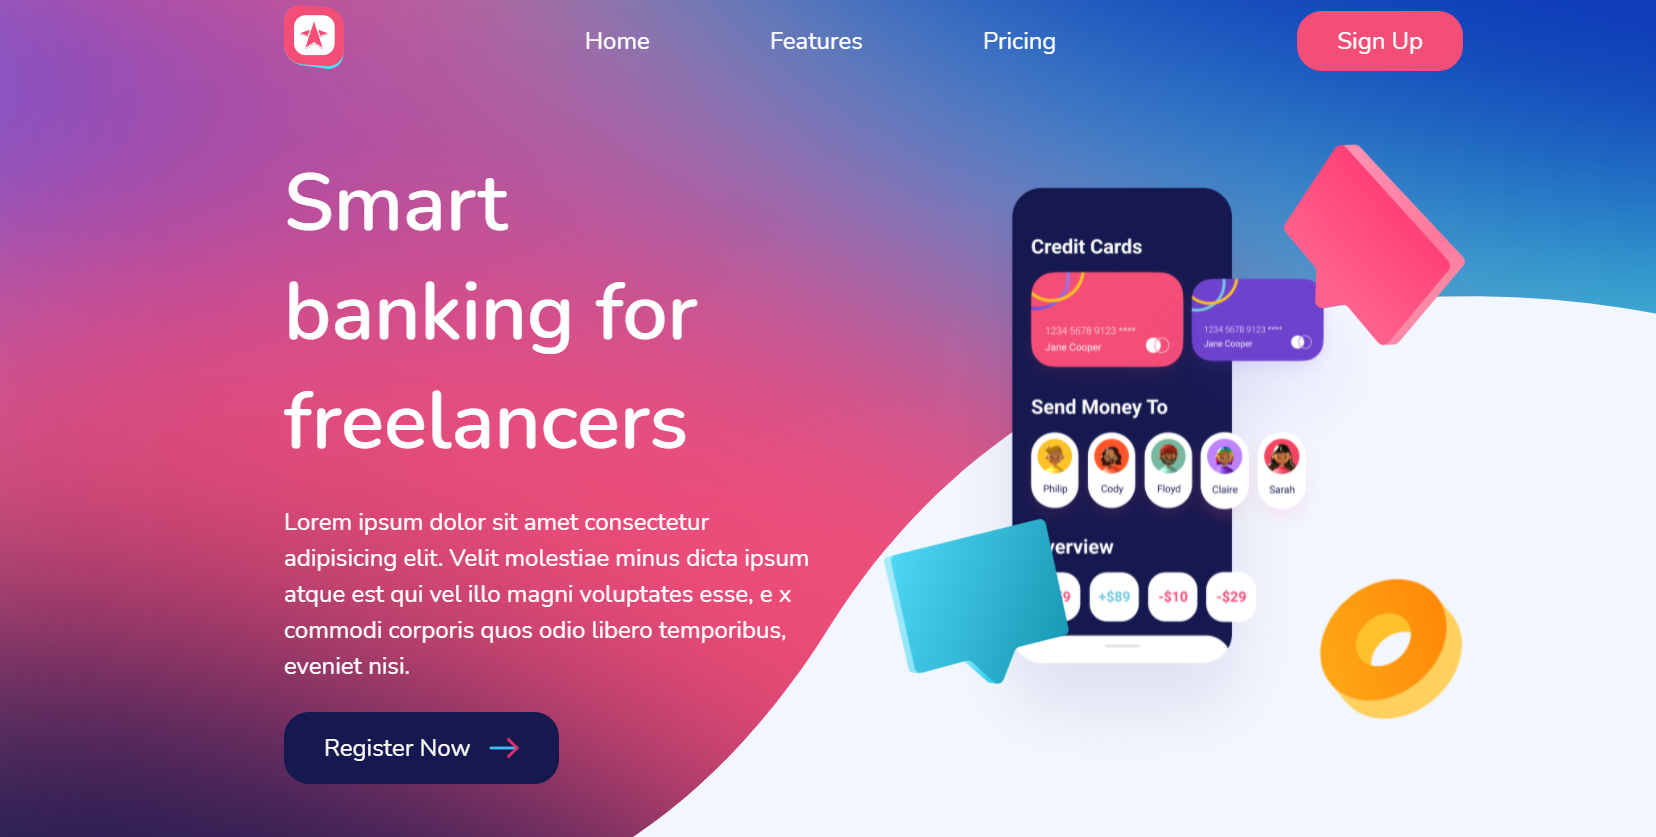 Home Features Pricing Sign Up
Smart
banking for
freelancers
Lorem ipsum dolor sit amet consectetur
adipisicing elit. Velit molestiae minus dicta ipsum
atque est qui vel illo magni voluptates esse, e x
commodi corporis quos odio libero temporibus,
eveniet nisi.
Register Now
Credit Cards
1234 5678 9123 ****
Jane Cooper
1234 5678 9123 ****
Jane Cooper
Send Money To
Philip Cody Floyd Claire Sarah
verview
9 +$89 -$10 -$29